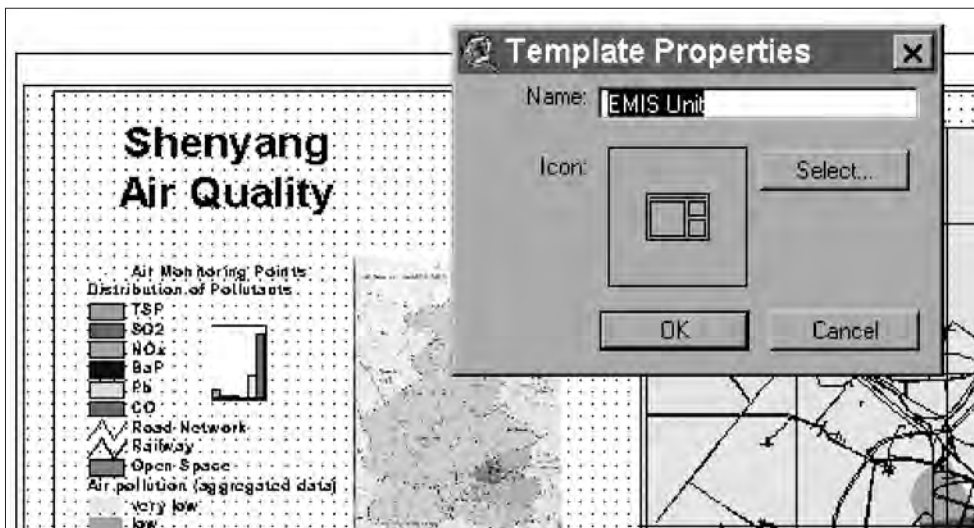 Template Properties
Name: EMIS Unit
Icon:
Select...
OK
Cancel
Shenyang
Air Quality
Air Monitoring Points
Distribution of Pollutants
TSP
SO2
NOx
BaP
Pb
CO
Road-Network
Railway
Open-Space
Air pollution (aggregated data)
very low
low